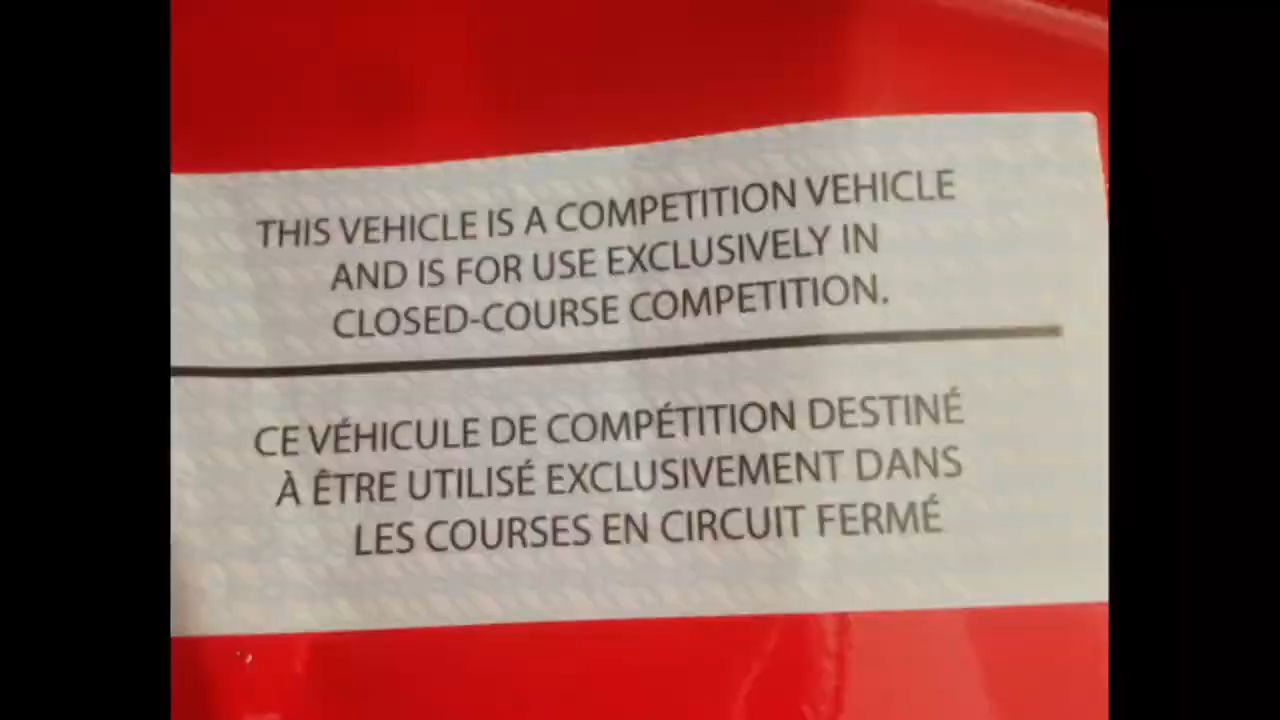 THIS VEHICLE IS A COMPETITION VEHICLE
AND IS FOR USE EXCLUSIVELY IN
CLOSED-COURSE COMPETITION.
CE VÉHICULE DE COMPÉTITION DESTINÉ
À ÊTRE UTILISÉ EXCLUSIVEMENT DANS
LES COURSES EN CIRCUIT FERMÉ